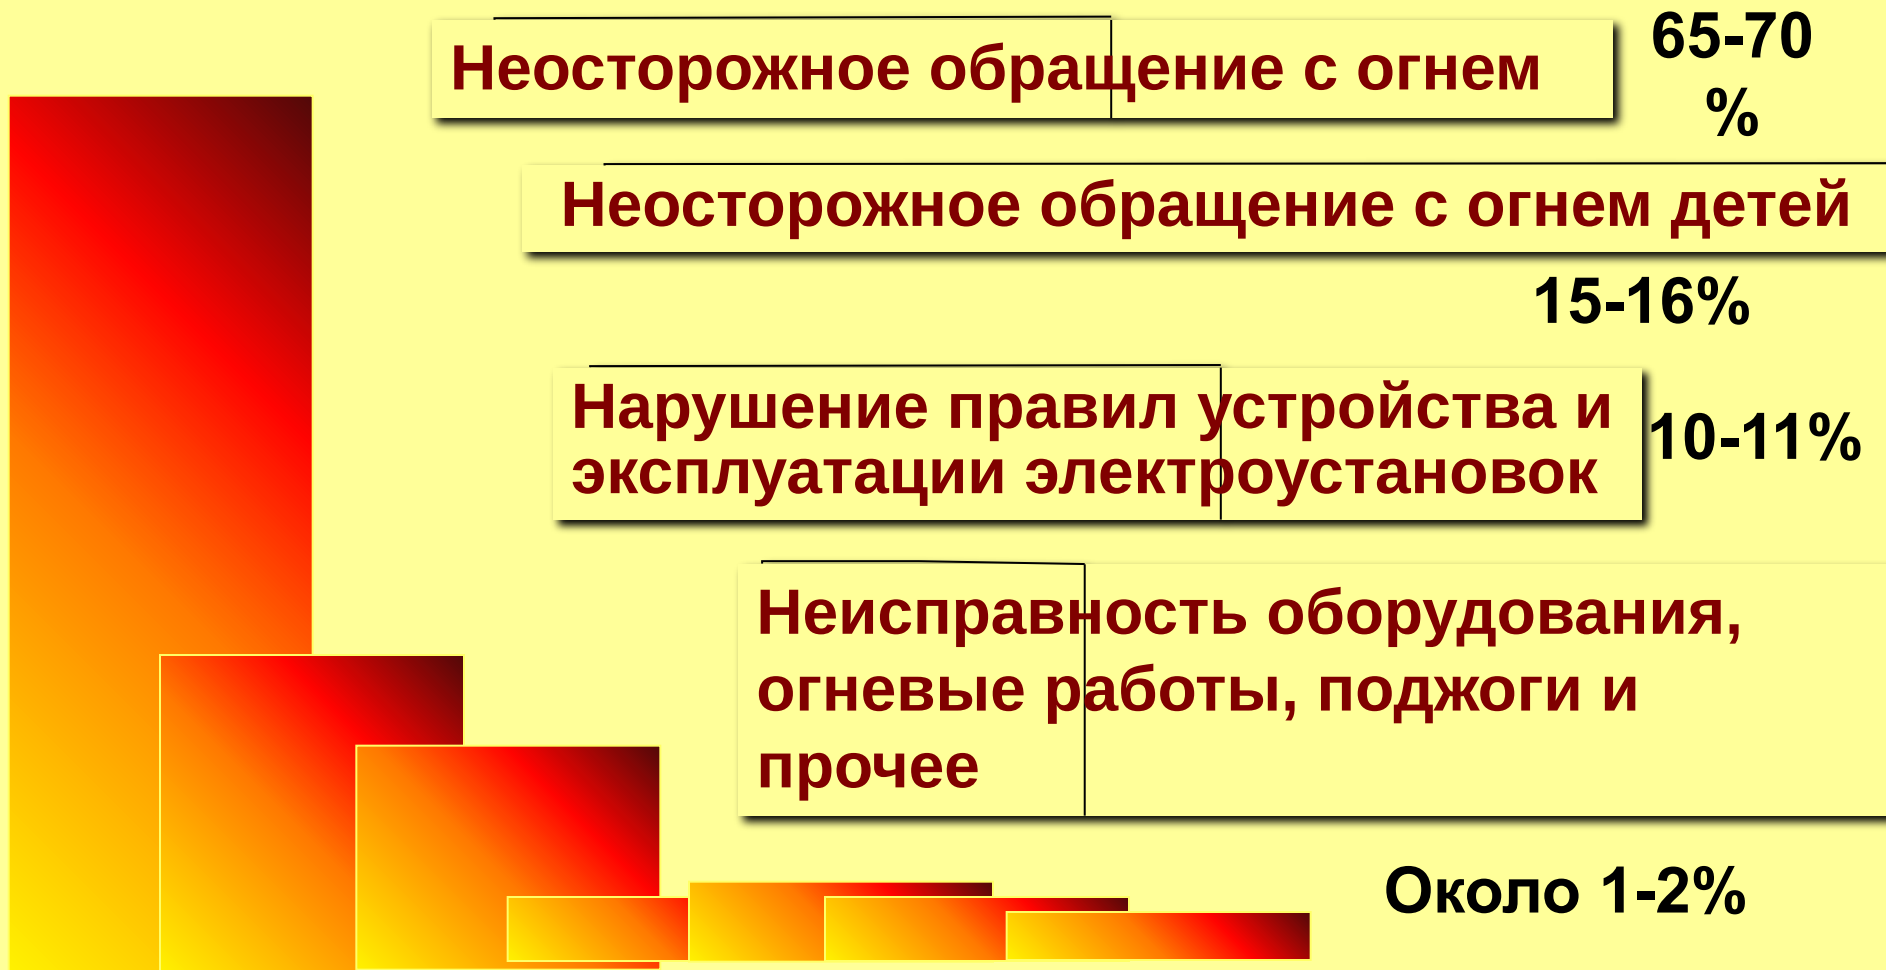 Неосторожное обращение с огнем
65-70
%
Неосторожное обращение с огнем детей
15-16%
Нарушение правил устройства и
эксплуатации электроустановок
10-11%
Неисправность оборудования,
огневые работы, поджоги и
прочее
Около 1-2%